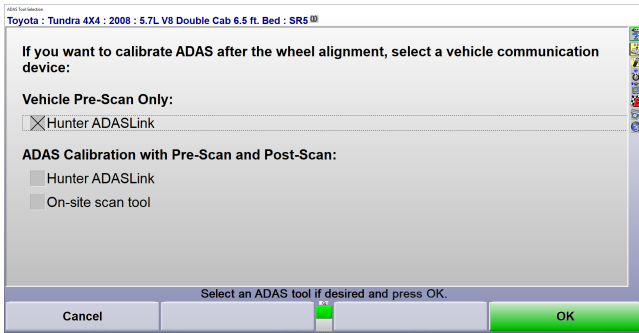 ADAS Tool Selection
Toyota : Tundra 4X4 : 2008 : 5.7L V8 Double Cab 6.5 ft. Bed : SR5
If you want to calibrate ADAS after the wheel alignment, select a vehicle communication
device:
Vehicle Pre-Scan Only:
Hunter ADASLink
ADAS Calibration with Pre-Scan and Post-Scan:
Hunter ADASLink
On-site scan tool
Select an ADAS tool if desired and press OK.
Cancel
OK